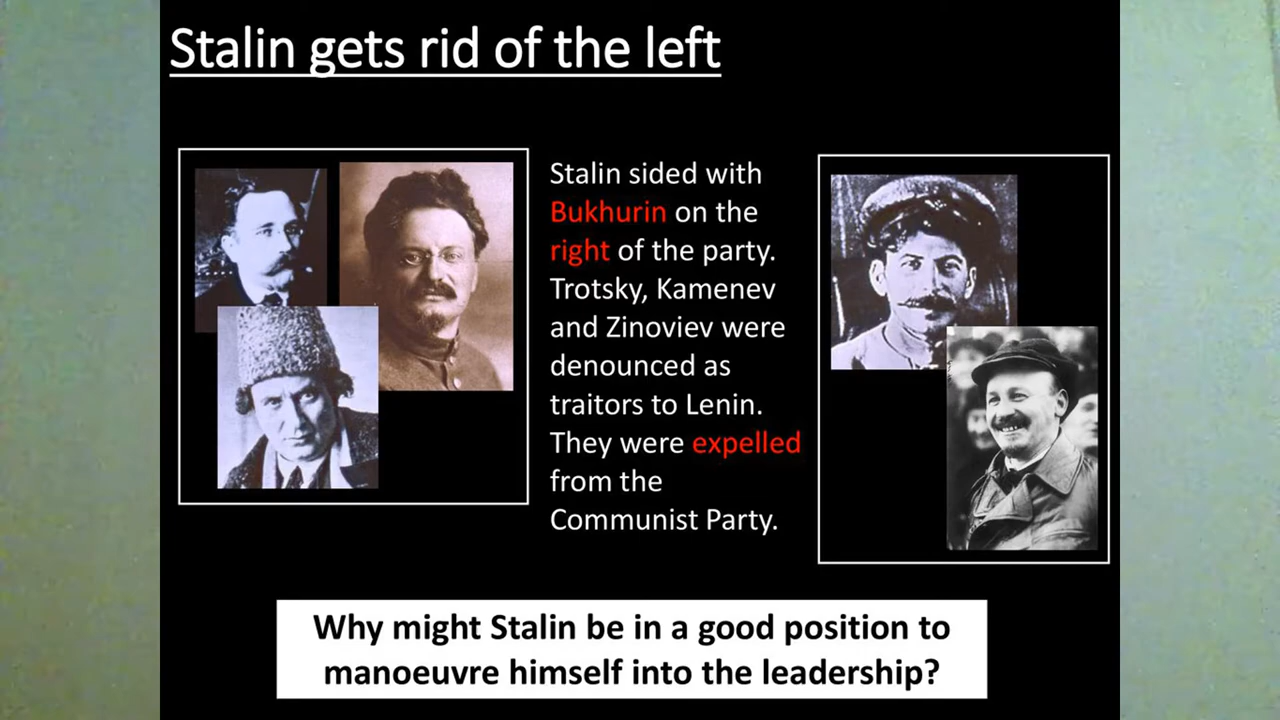 Stalin gets rid of the left
Stalin sided with
Bukhurin on the
right of the party.
Trotsky, Kamenev
and Zinoviev were
denounced as
traitors to Lenin.
They were expelled
from the
Communist Party.
Why might Stalin be in a good position to
manoeuvre himself into the leadership?